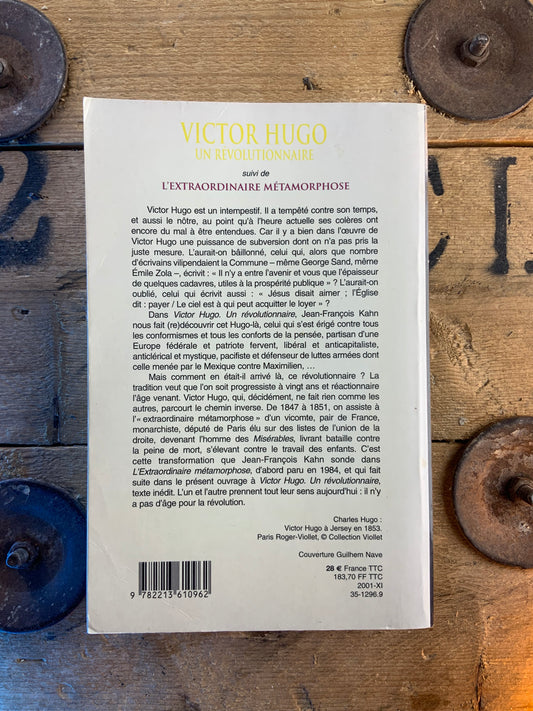 VICTOR HUGO
UN RÉVOLUTIONNAIRE
suivi de
L'EXTRAORDINAIRE MÉTAMORPHOSE
Victor Hugo est un intempestif. Il a tempêté contre son temps,
et aussi le nôtre, au point qu'à l'heure actuelle ses colères ont
encore du mal à être entendues. Car il y a bien dans l'œuvre de
Victor Hugo une puissance de subversion dont on n'a pas pris la
juste mesure. L'aurait-on bâillonné, celui qui, alors que nombre
d'écrivains vilipendaient la Commune – même George Sand, même
Émile Zola –, écrivit : « Il n'y a entre l'avenir et vous que l'épaisseur
de quelques cadavres, utiles à la prospérité publique » ? L'aurait-on
oublié, celui qui écrivit aussi : « Jésus disait aimer ; l'Église
dit : payer / Le ciel est à qui peut acquitter le loyer » ?
Dans Victor Hugo. Un révolutionnaire, Jean-François Kahn
nous fait (re)découvrir cet Hugo-là, celui qui s'est érigé contre tous
les conformismes et tous les conforts de la pensée, partisan d'une
Europe fédérale et patriote fervent, libéral et anticapitaliste,
anticlérical et mystique, pacifiste et défenseur de luttes armées dont
celle menée par le Mexique contre Maximilien, …
Mais comment en était-il arrivé là, ce révolutionnaire ? La
tradition veut que l'on soit progressiste à vingt ans et réactionnaire
l'âge venant. Victor Hugo, qui, décidément, ne fait rien comme les
autres, parcourt le chemin inverse. De 1847 à 1851, on assiste à
l'« extraordinaire métamorphose » d'un vicomte, pair de France,
monarchiste, député de Paris élu sur des listes de l'union de la
droite, devenant l'homme des Misérables, livrant bataille contre
la peine de mort, s'élevant contre le travail des enfants. C'est
cette transformation que Jean-François Kahn sonde dans
L'Extraordinaire métamorphose, d'abord paru en 1984, et qui fait
suite dans le présent ouvrage à Victor Hugo. Un révolutionnaire,
texte inédit. L'un et l'autre prennent tout leur sens aujourd'hui : il n'y
a pas d'âge pour la révolution.
Charles Hugo :
Victor Hugo à Jersey en 1853.
Paris Roger-Viollet, © Collection Viollet
Couverture Guilhem Nave
28 € France TTC
183,70 FF TTC
2001-XI
35-1296.9
9 782213 610962